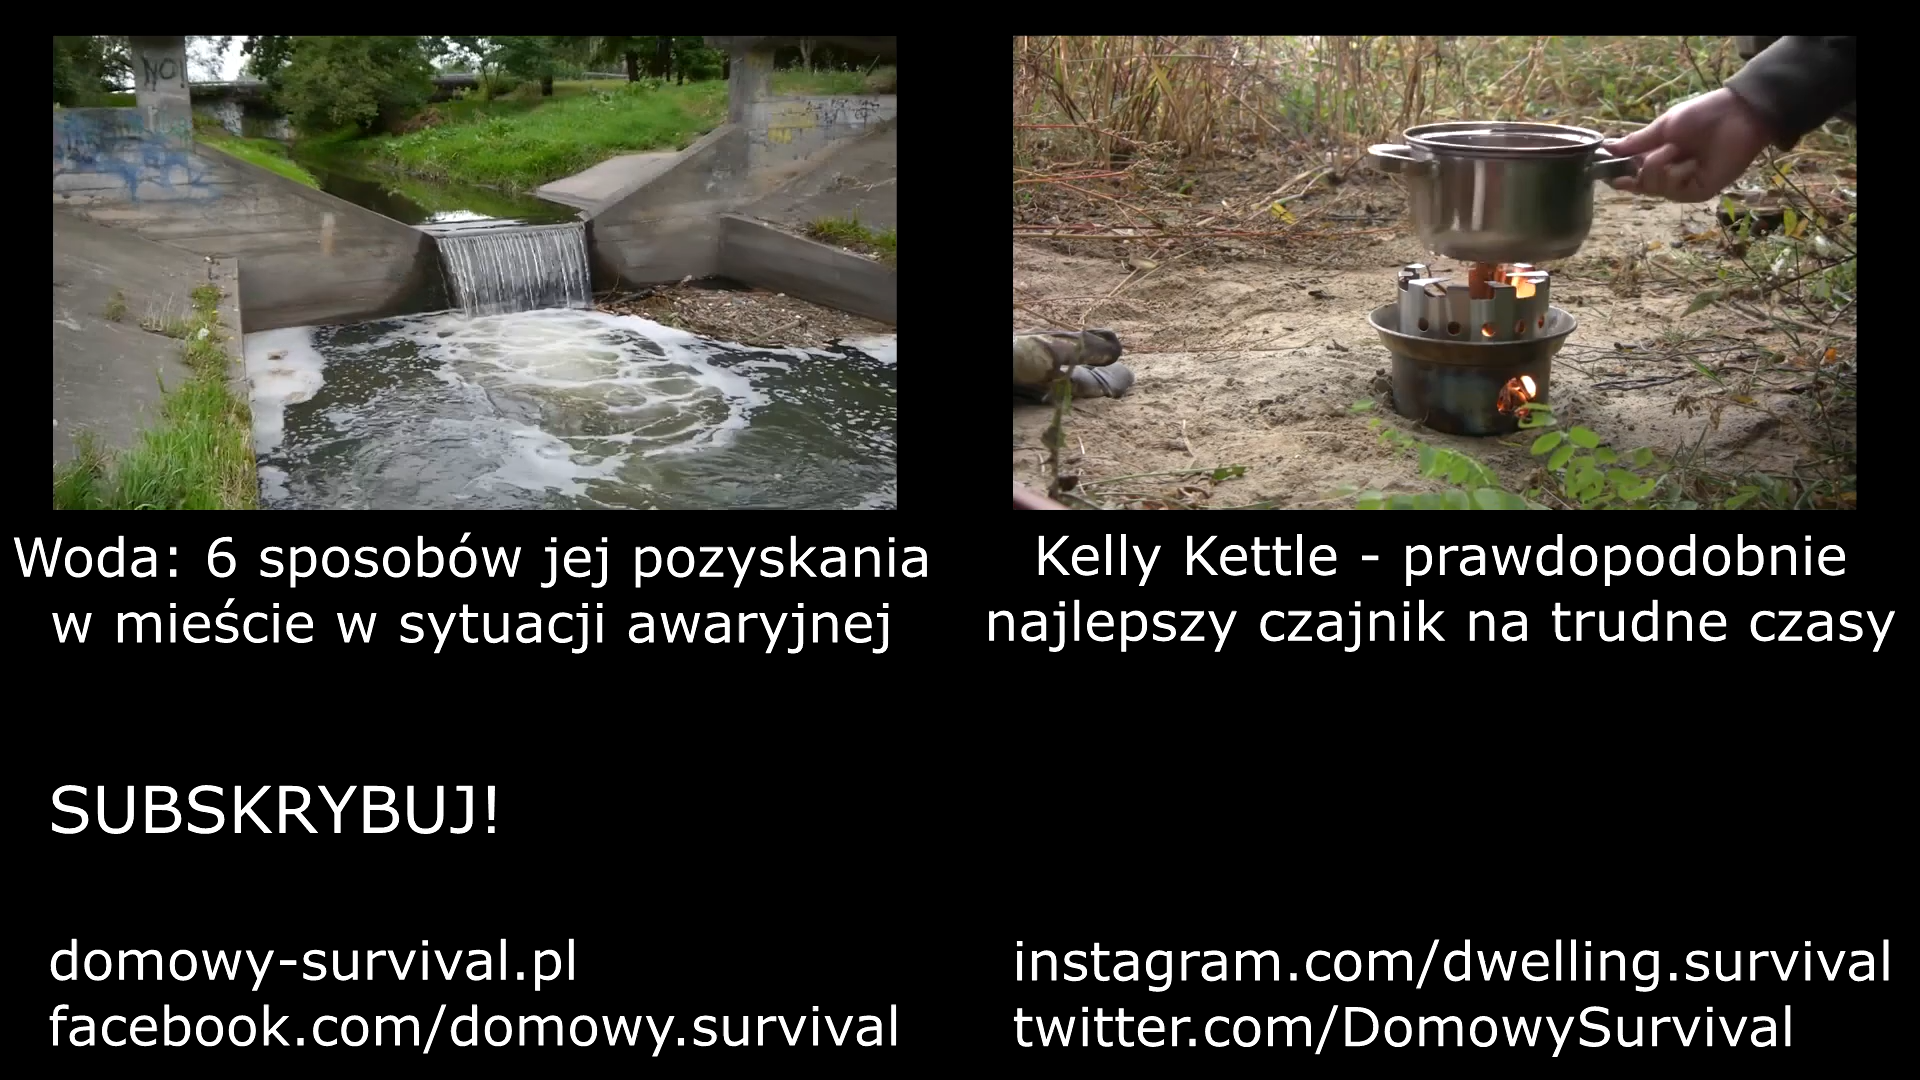 NO!
Woda: 6 sposobów jej pozyskania
w mieście w sytuacji awaryjnej
Kelly Kettle - prawdopodobnie
najlepszy czajnik na trudne czasy
SUBSKRYBUJ!
domowy-survival.pl
facebook.com/domowy.survival
instagram.com/dwelling.survival
twitter.com/DomowySurvival